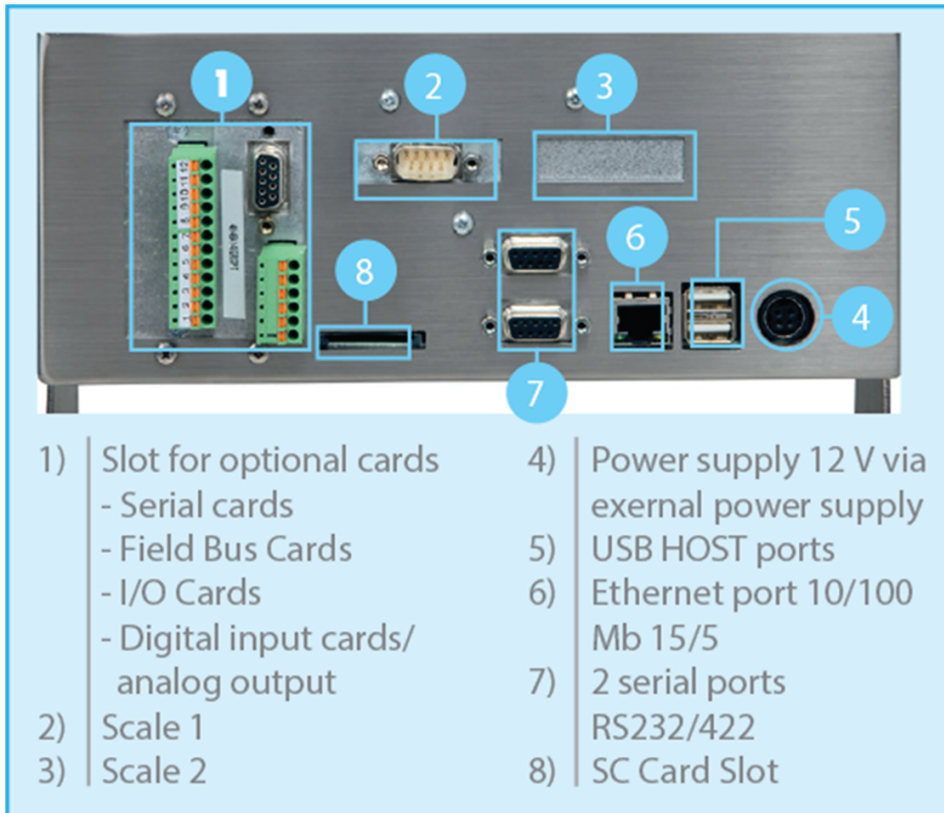 1
2
3
8
6
5
4
7
1) Slot for optional cards
- Serial cards
- Field Bus Cards
- I/O Cards
- Digital input cards/
analog output
2) Scale 1
3) Scale 2
4) Power supply 12 V via
exernal power supply
5) USB HOST ports
6) Ethernet port 10/100
Mb 15/5
7) 2 serial ports
RS232/422
8) SC Card Slot